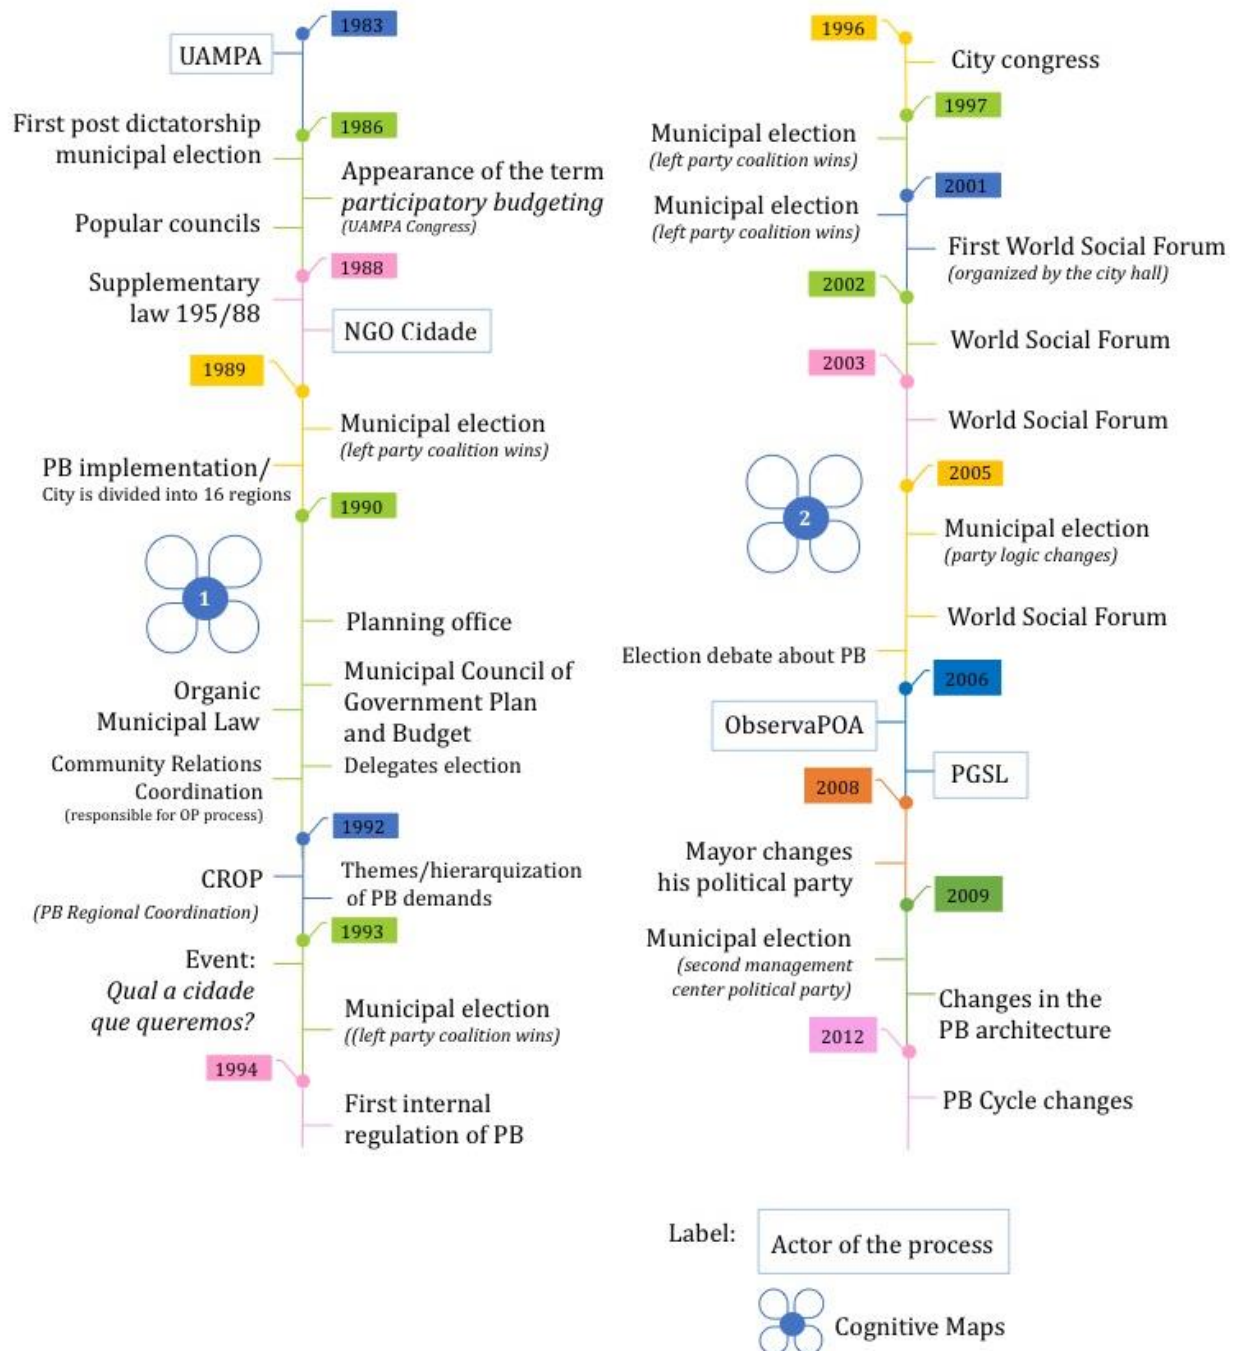 1983
UAMPA
First post dictatorship
municipal election
1986
Appearance of the term
participatory budgeting
(UAMPA Congress)
Popular councils
1988
Supplementary
law 195/88
NGO Cidade
1989
Municipal election
(left party coalition wins)
PB implementation/
City is divided into 16 regions
1990
1
Planning office
Municipal Council of
Government Plan
and Budget
Organic
Municipal Law
Delegates election
Community Relations
Coordination
(responsible for OP process)
1992
CROP
(PB Regional Coordination)
Themes/hierarquization
of PB demands
1993
Event:
Qual a cidade
que queremos?
Municipal election
((left party coalition wins)
1994
First internal
regulation of PB
1996
City congress
1997
Municipal election
(left party coalition wins)
2001
Municipal election
(left party coalition wins)
First World Social Forum
(organized by the city hall)
2002
World Social Forum
2003
World Social Forum
2005
2
Municipal election
(party logic changes)
World Social Forum
Election debate about PB
2006
ObservaPOA
PGSL
2008
Mayor changes
his political party
2009
Municipal election
(second management
center political party)
Changes in the
PB architecture
2012
PB Cycle changes
Label:
Actor of the process
Cognitive Maps